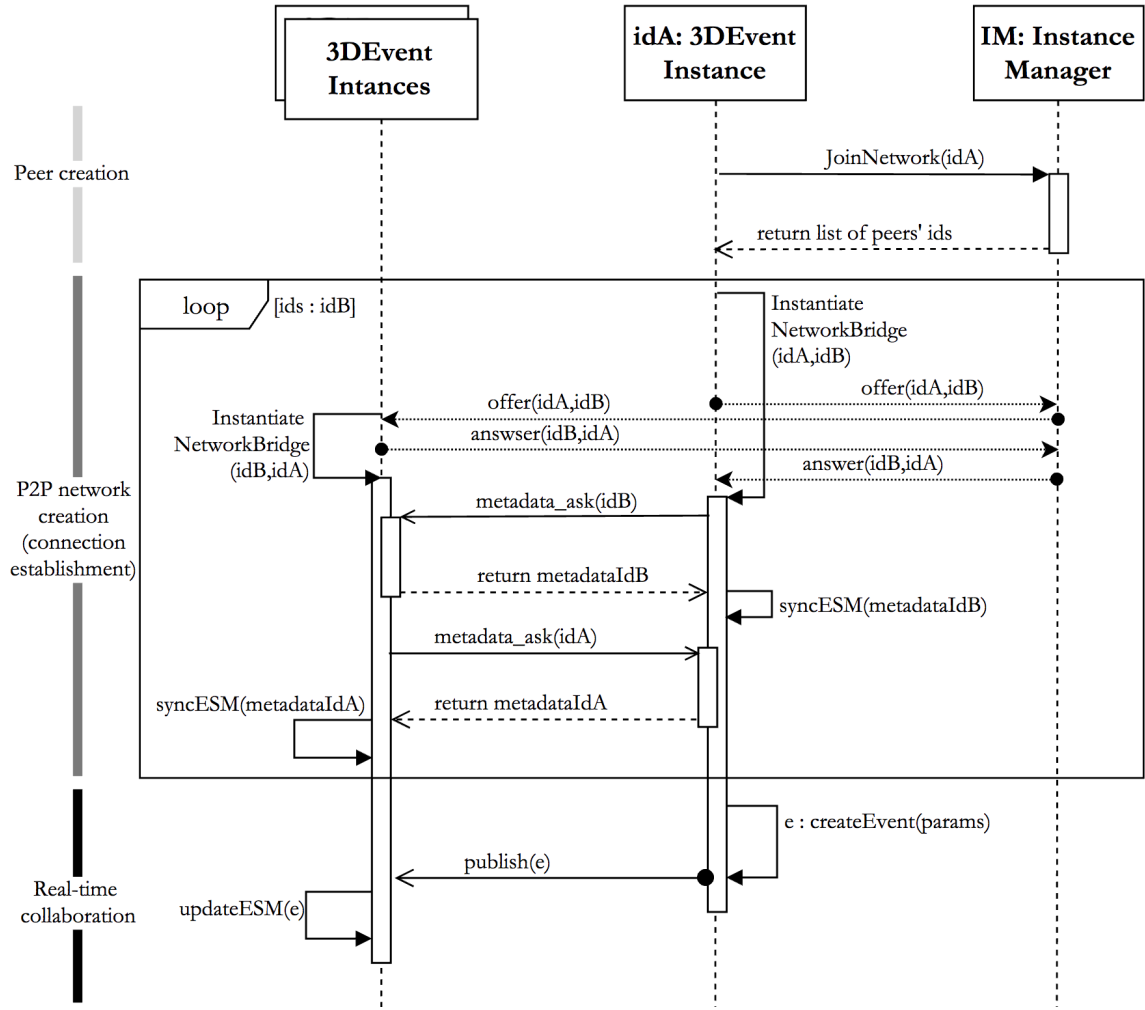 3DEvent
Intances
idA: 3DEvent
Instance
IM: Instance
Manager
Peer creation
JoinNetwork(idA)
return list of peers' ids
loop
[ids : idB]
Instantiate
NetworkBridge
(idA,idB)
offer(idA,idB)
offer(idA,idB)
Instantiate
NetworkBridge
(idB,idA)
answser(idB,idA)
answer(idB,idA)
P2P network
creation
(connection
establishment)
metadata_ask(idB)
return metadataIdB
syncESM(metadataIdB)
metadata_ask(idA)
return metadataIdA
syncESM(metadataIdA)
e : createEvent(params)
publish(e)
Real-time
collaboration
updateESM(e)